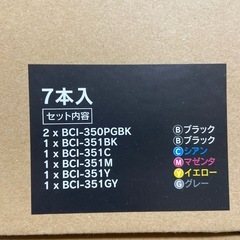 7本入
セット内容
2 x BCI-350PGBK Ⓑブラック
1 x BCI-351BK Ⓑブラック
1 x BCI-351C Ⓒシアン
1 x BCI-351M Ⓜマゼンタ
1 x BCI-351Y Ⓨイエロー
1 x BCI-351GY Ⓖグレー